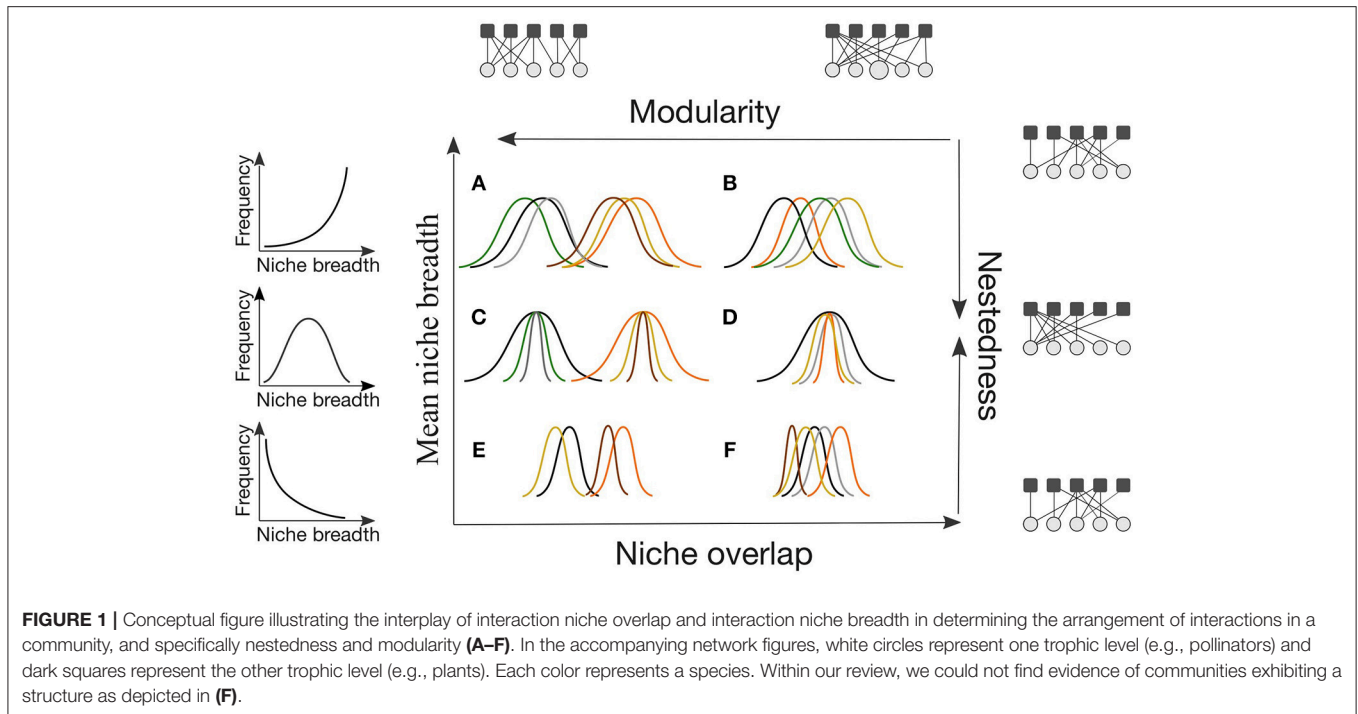 Modularity
Frequency
Niche breadth
Frequency
Niche breadth
Frequency
Niche breadth
Mean niche breadth
A
B
C
D
E
F
Nestedness
Niche overlap
FIGURE 1 | Conceptual figure illustrating the interplay of interaction niche overlap and interaction niche breadth in determining the arrangement of interactions in a
community, and specifically nestedness and modularity (A–F). In the accompanying network figures, white circles represent one trophic level (e.g., pollinators) and
dark squares represent the other trophic level (e.g., plants). Each color represents a species. Within our review, we could not find evidence of communities exhibiting a
structure as depicted in (F).